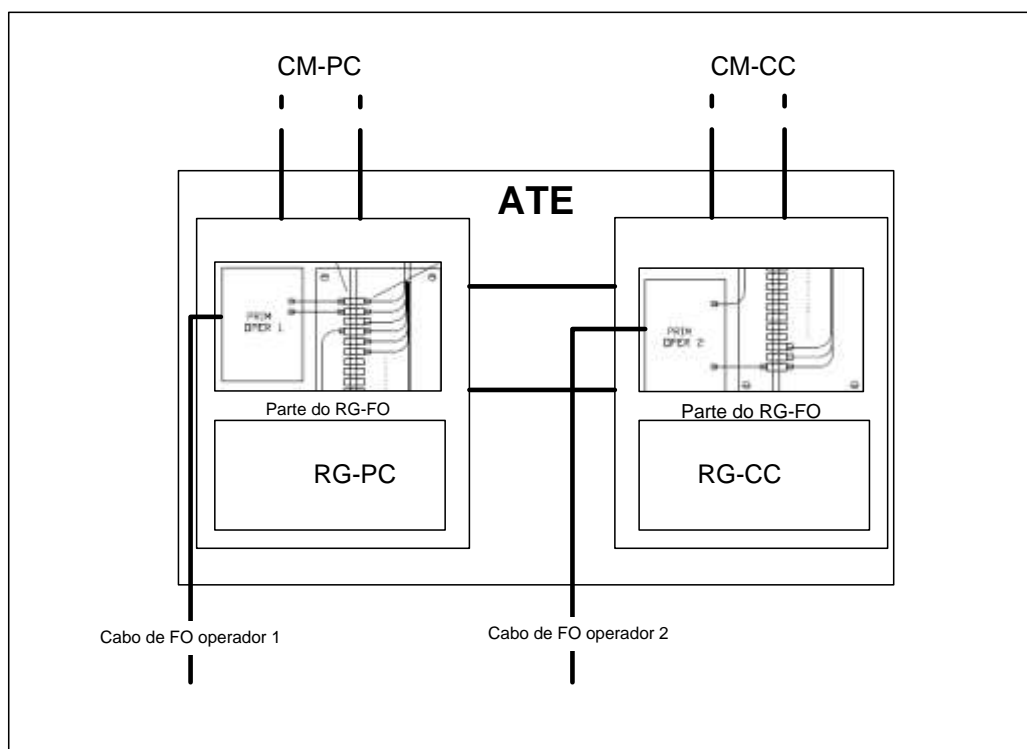 CM-PC
CM-CC
ATE
PRIM
OPER 1
PRIM
OPER 2
Parte do RG-FO
Parte do RG-FO
RG-PC
RG-CC
Cabo de FO operador 1
Cabo de FO operador 2